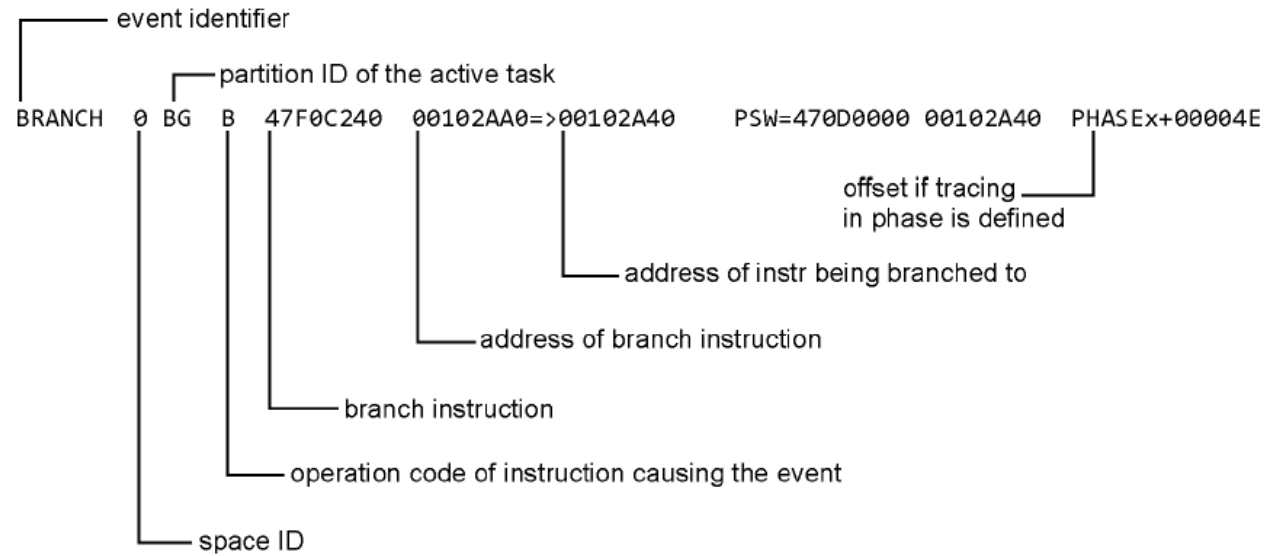 event identifier
partition ID of the active task
BRANCH 0 BG B 47F0C240 00102AA0=>00102A40 PSW=470D0000 00102A40 PHASEx+00004E
offset if tracing
in phase is defined
address of instr being branched to
address of branch instruction
branch instruction
operation code of instruction causing the event
space ID